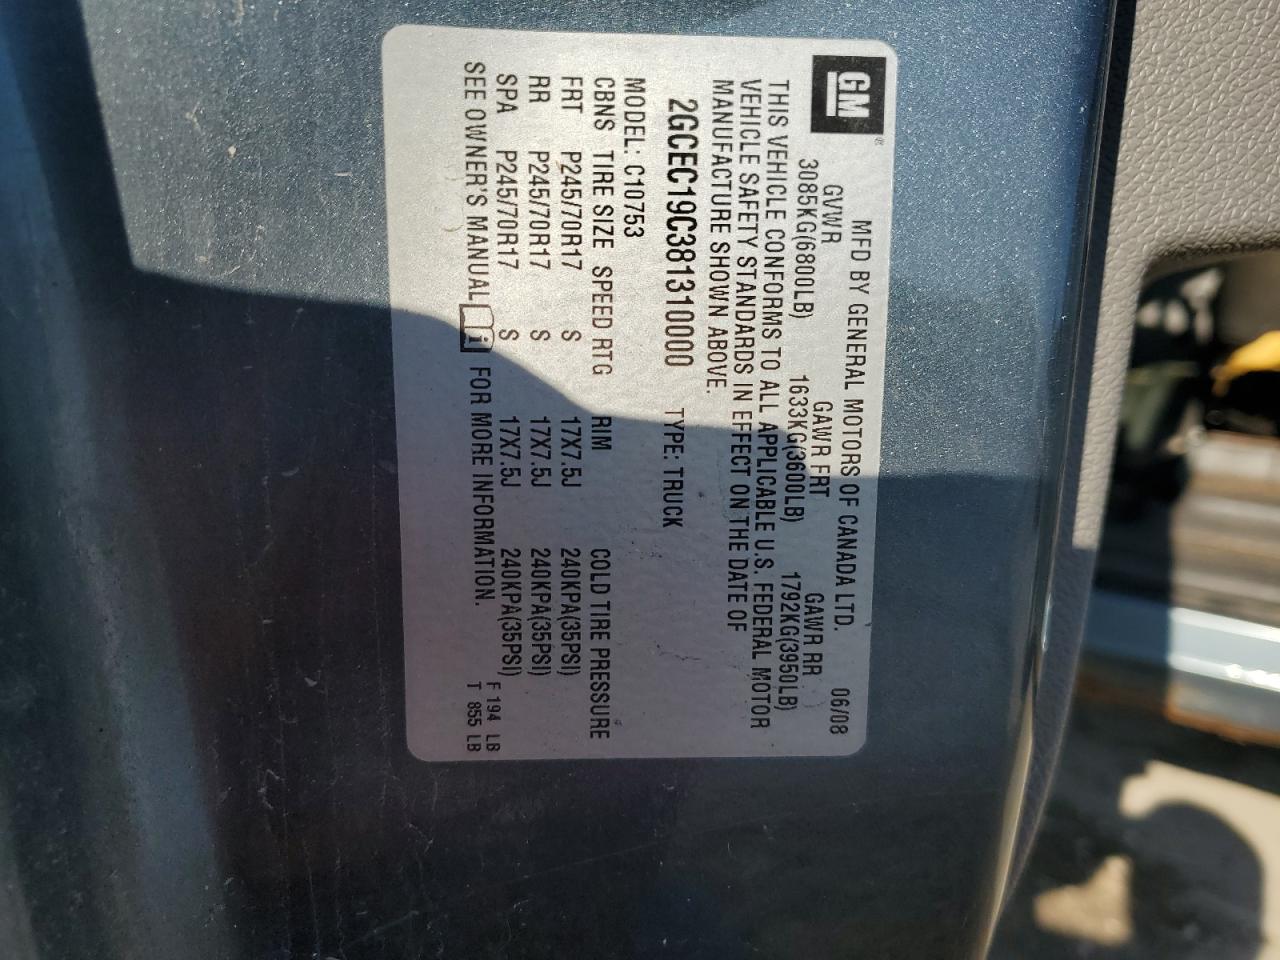 GM
MFD BY GENERAL MOTORS OF CANADA LTD. 06/08
GVWR GAWR FRT GAWR RR
3085KG(6800LB) 1633KG(3600LB) 1792KG(3950LB)
THIS VEHICLE CONFORMS TO ALL APPLICABLE U.S. FEDERAL MOTOR
VEHICLE SAFETY STANDARDS IN EFFECT ON THE DATE OF
MANUFACTURE SHOWN ABOVE.
2GCEC19C381310000 TYPE: TRUCK
MODEL: C10753
CBNS TIRE SIZE SPEED RTG RIM COLD TIRE PRESSURE
FRT P245/70R17 S 17X7.5J 240KPA(35PSI)
RR P245/70R17 S 17X7.5J 240KPA(35PSI)
SPA P245/70R17 S 17X7.5J 240KPA(35PSI) F 194 LB
SEE OWNER'S MANUAL i FOR MORE INFORMATION. T 855 LB